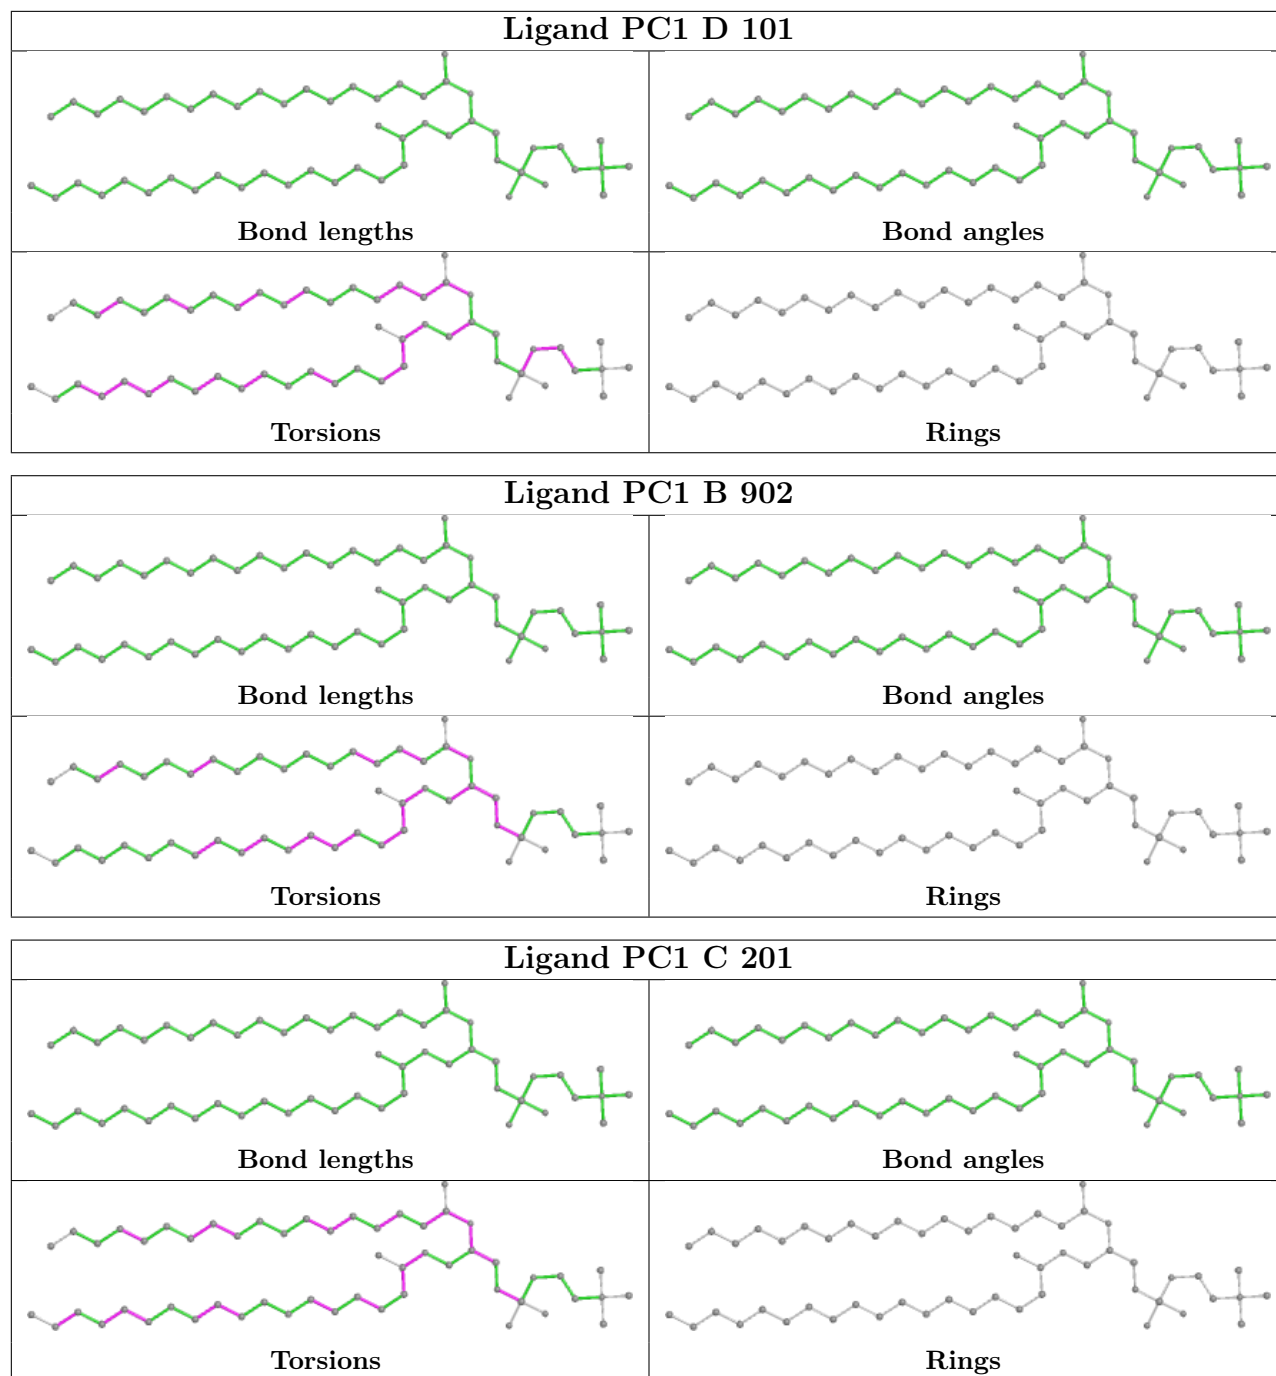 Ligand PC1 D 101
Bond lengths
Bond angles
Torsions
Rings
Ligand PC1 B 902
Bond lengths
Bond angles
Torsions
Rings
Ligand PC1 C 201
Bond lengths
Bond angles
Torsions
Rings